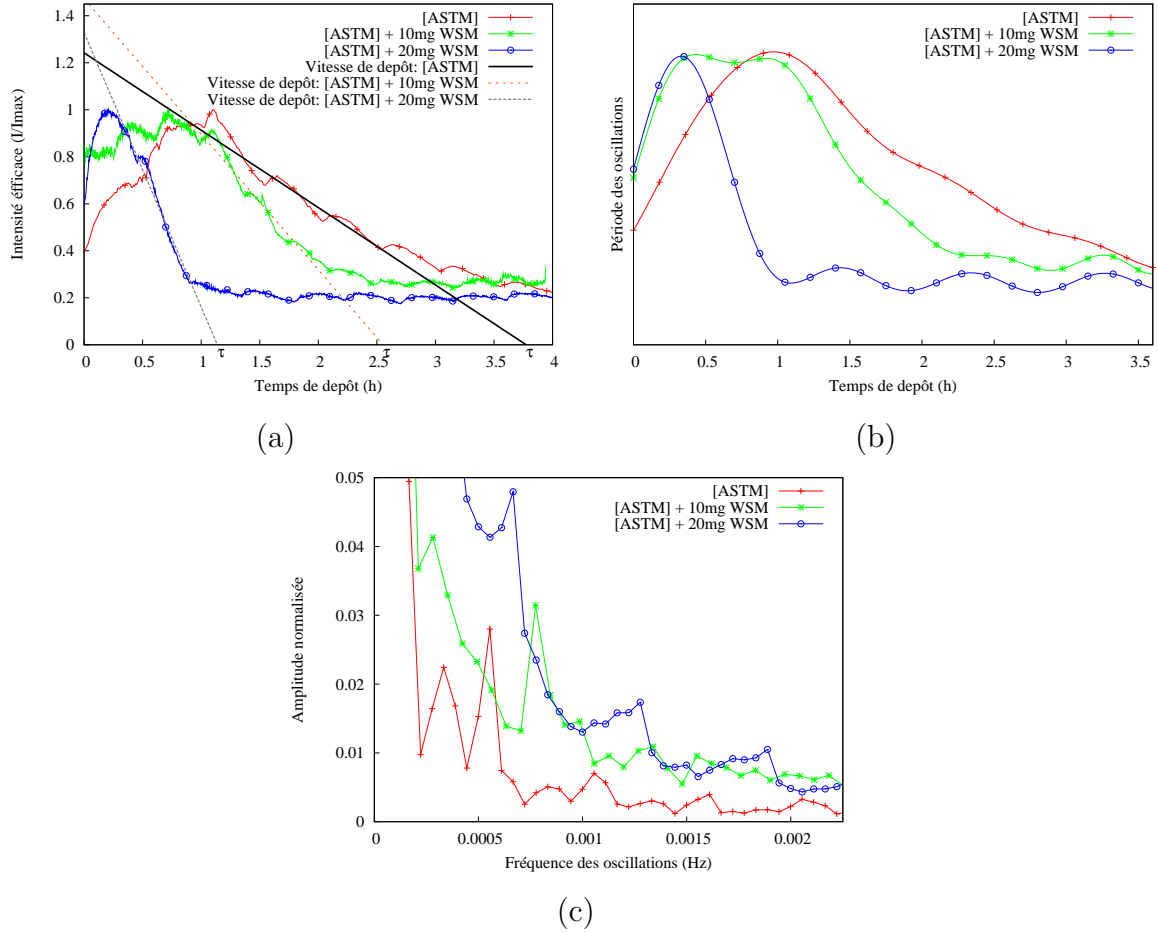 [ASTM]
[ASTM] + 10mg WSM
[ASTM] + 20mg WSM
Vitesse de depôt: [ASTM]
Vitesse de depôt: [ASTM] + 10mg WSM
Vitesse de depôt: [ASTM] + 20mg WSM
Intensité éfficace (I/Imax)
1.4
1.2
1
0.8
0.6
0.4
0.2
0
τ τ τ
0 0.5 1 1.5 2 2.5 3 3.5 4
Temps de depôt (h)
(a)
[ASTM]
[ASTM] + 10mg WSM
[ASTM] + 20mg WSM
Période des oscillations
0 0.5 1 1.5 2 2.5 3 3.5
Temps de depôt (h)
(b)
[ASTM]
[ASTM] + 10mg WSM
[ASTM] + 20mg WSM
Amplitude normalisée
0.05
0.04
0.03
0.02
0.01
0
0 0.0005 0.001 0.0015 0.002
Fréquence des oscillations (Hz)
(c)